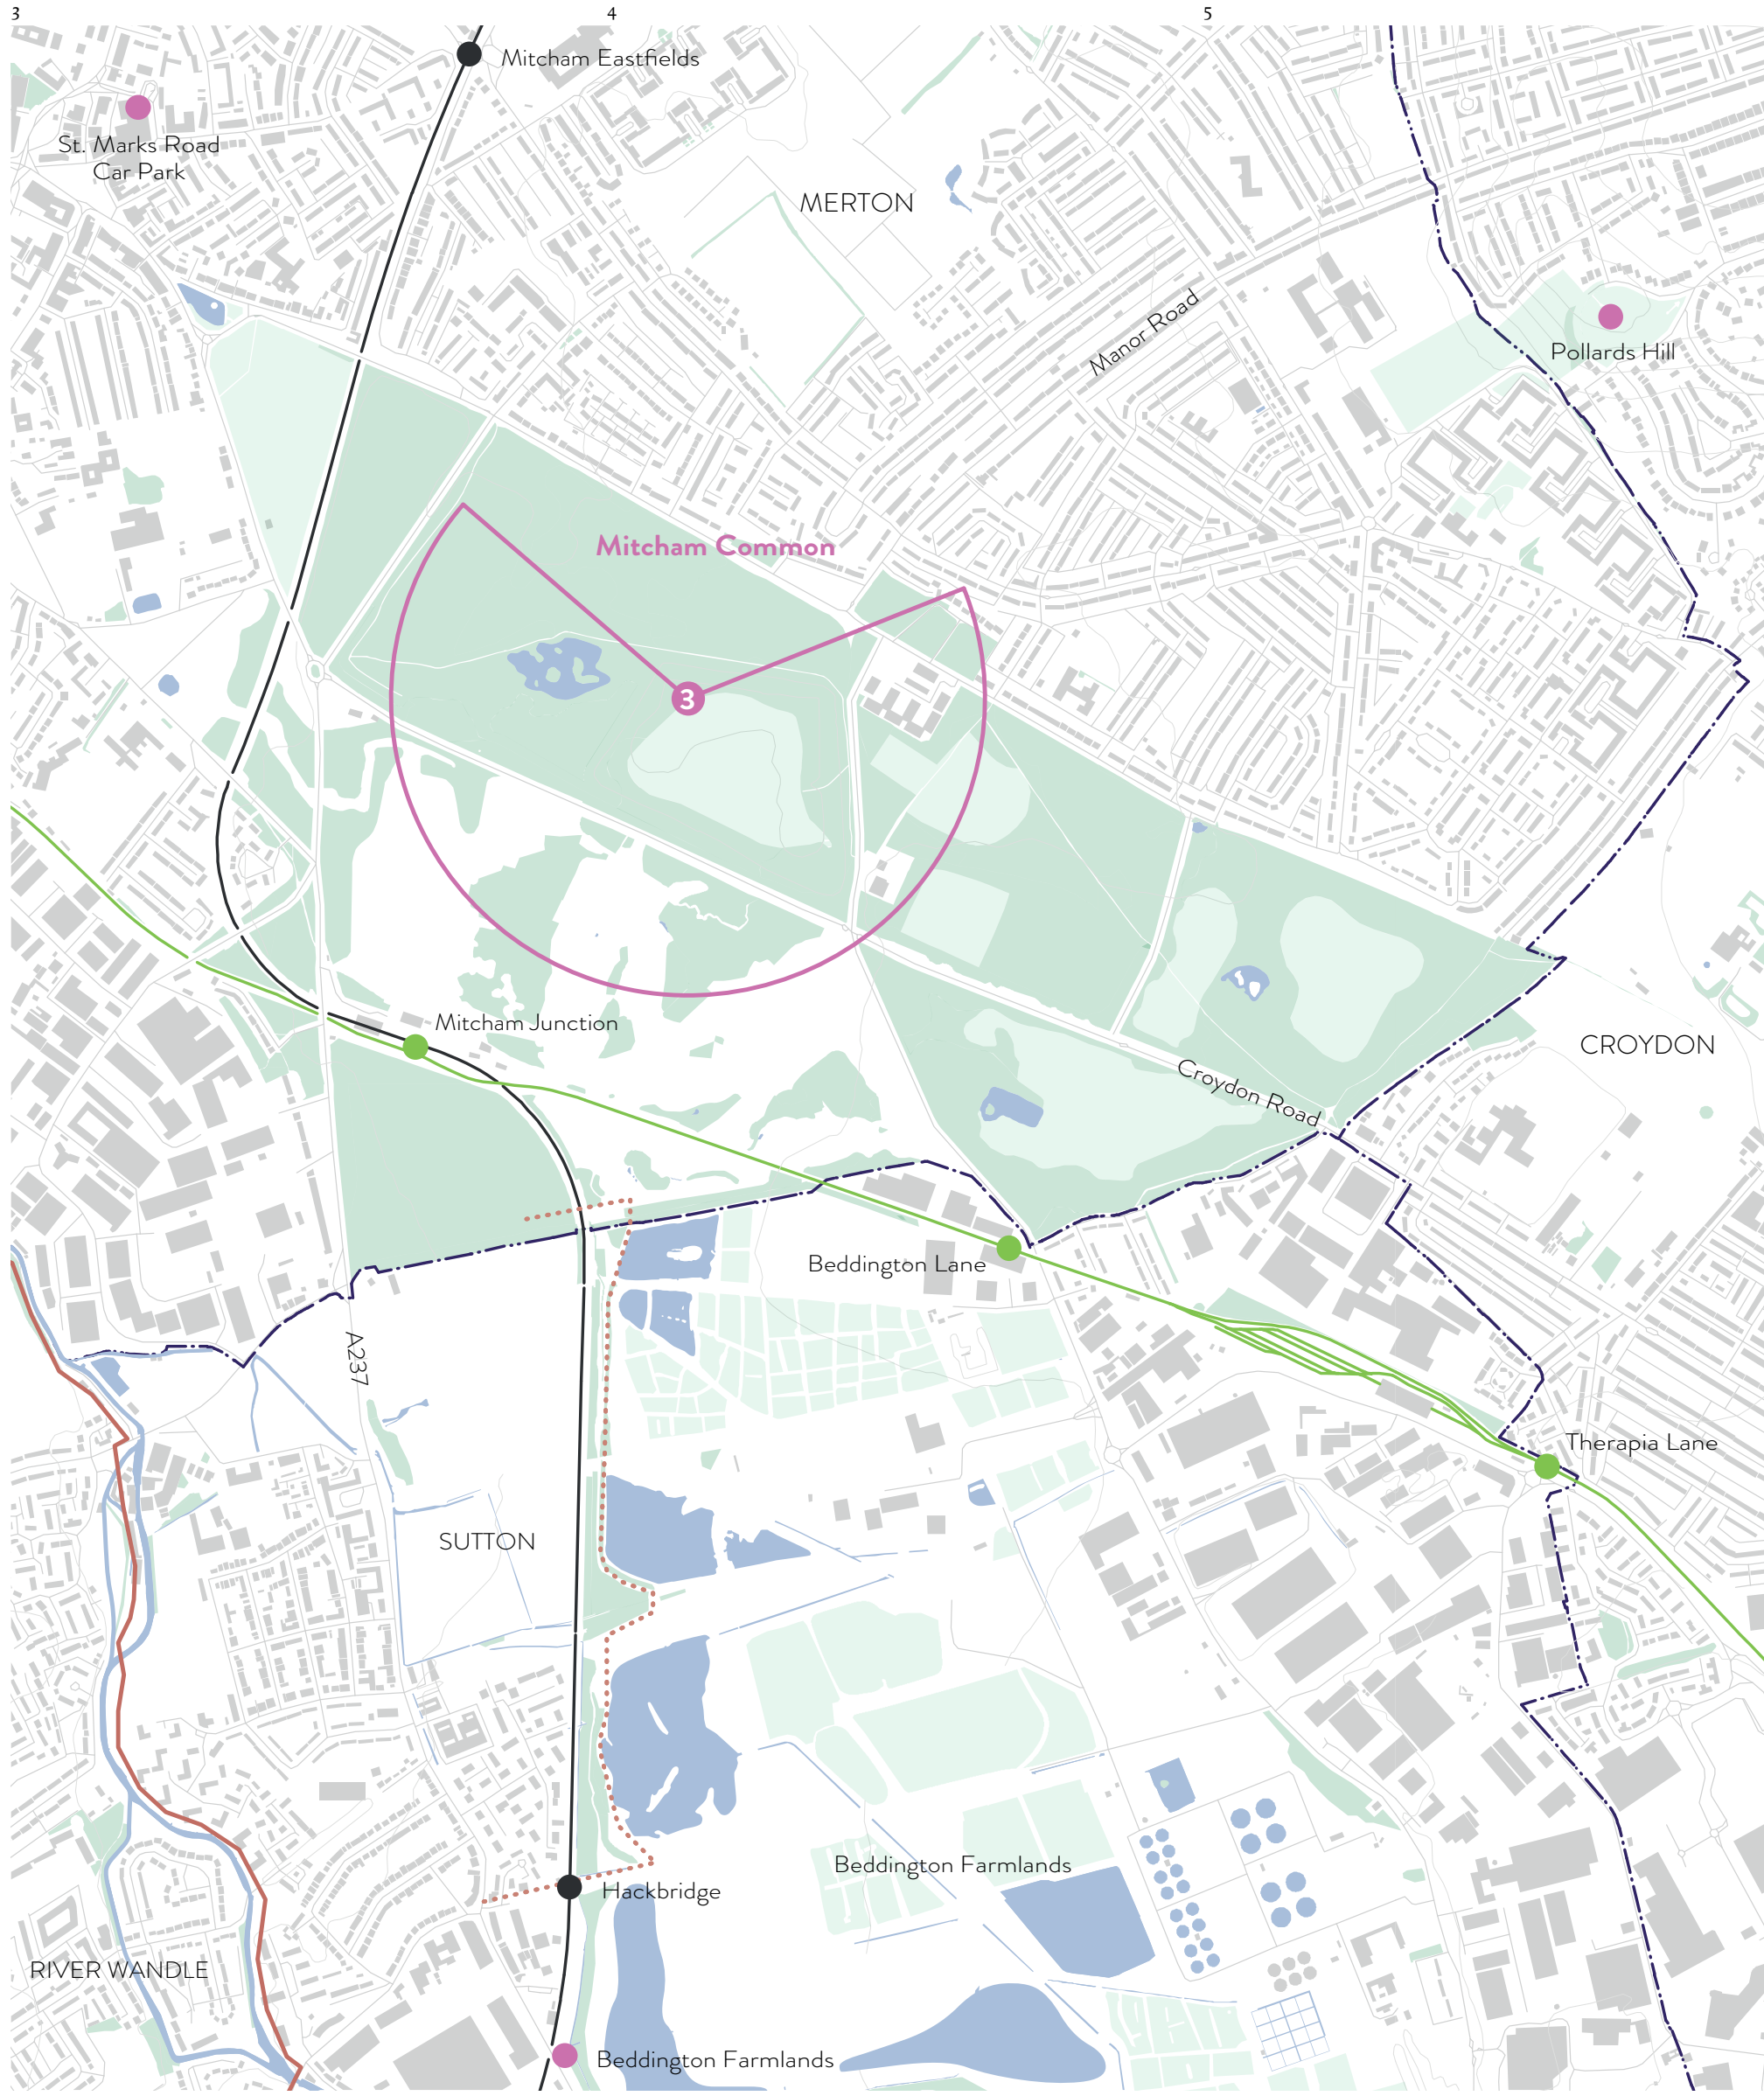 3 4 5
Mitcham Eastfields
St. Marks Road
Car Park
MERTON
Manor Road
Pollards Hill
Mitcham Common
3
Mitcham Junction
CROYDON
Croydon Road
Beddington Lane
A237
Therapia Lane
SUTTON
Beddington Farmlands
Hackbridge
RIVER WANDLE
Beddington Farmlands